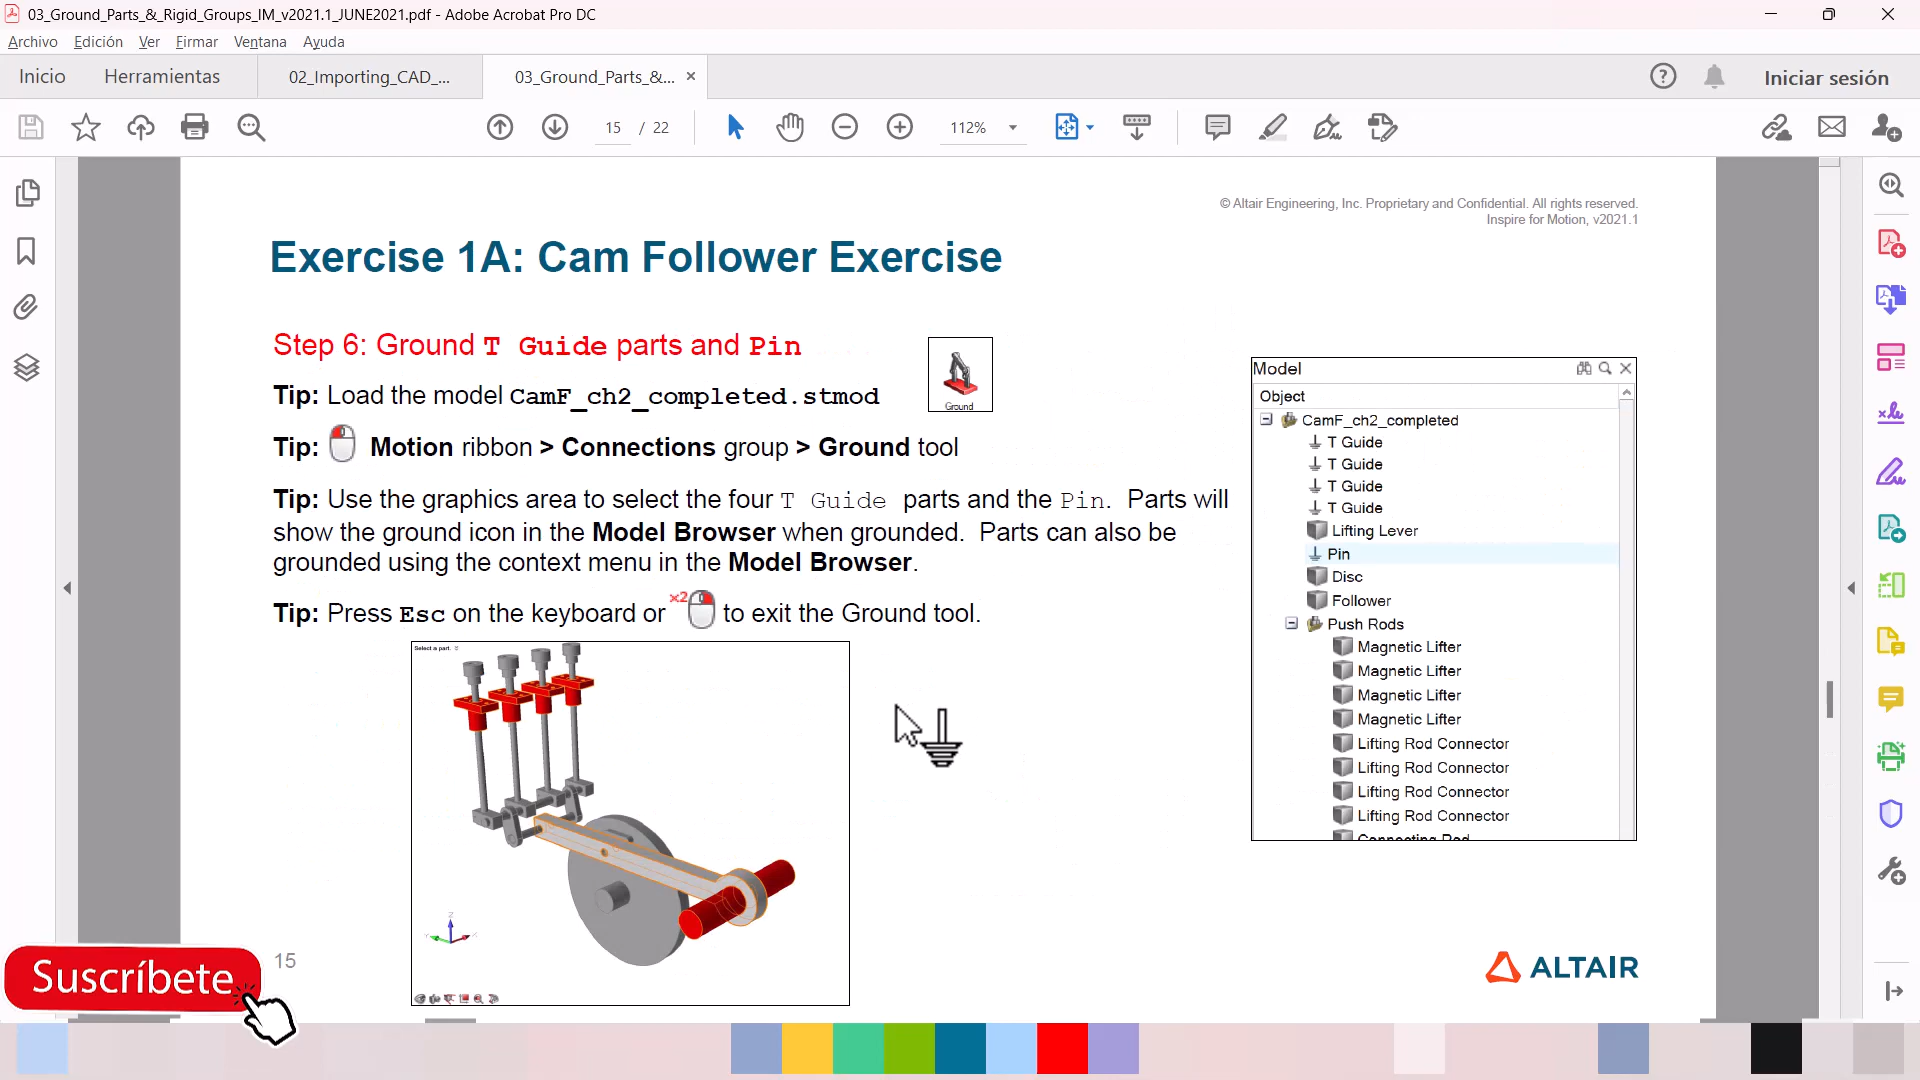 03_Ground_Parts_&_Rigid_Groups_IM_v2021.1_JUNE2021.pdf - Adobe Acrobat Pro DC
Archivo Edición Ver Firmar Ventana Ayuda
Inicio Herramientas 02_Importing_CAD_... 03_Ground_Parts_&... ×
Iniciar sesión
15 / 22 112%
© Altair Engineering, Inc. Proprietary and Confidential. All rights reserved.
Inspire for Motion, v2021.1
Exercise 1A: Cam Follower Exercise
Step 6: Ground T Guide parts and Pin
Tip: Load the model CamF_ch2_completed.stmod
Ground
Tip: Motion ribbon > Connections group > Ground tool
Tip: Use the graphics area to select the four T Guide parts and the Pin. Parts will
show the ground icon in the Model Browser when grounded. Parts can also be
grounded using the context menu in the Model Browser.
Tip: Press Esc on the keyboard or x2 to exit the Ground tool.
Select a part.
Z
Model
Object
CamF_ch2_completed
T Guide
T Guide
T Guide
T Guide
Lifting Lever
Pin
Disc
Follower
Push Rods
Magnetic Lifter
Magnetic Lifter
Magnetic Lifter
Magnetic Lifter
Lifting Rod Connector
Lifting Rod Connector
Lifting Rod Connector
Lifting Rod Connector
Connecting Rod
15
ALTAIR
Suscríbete